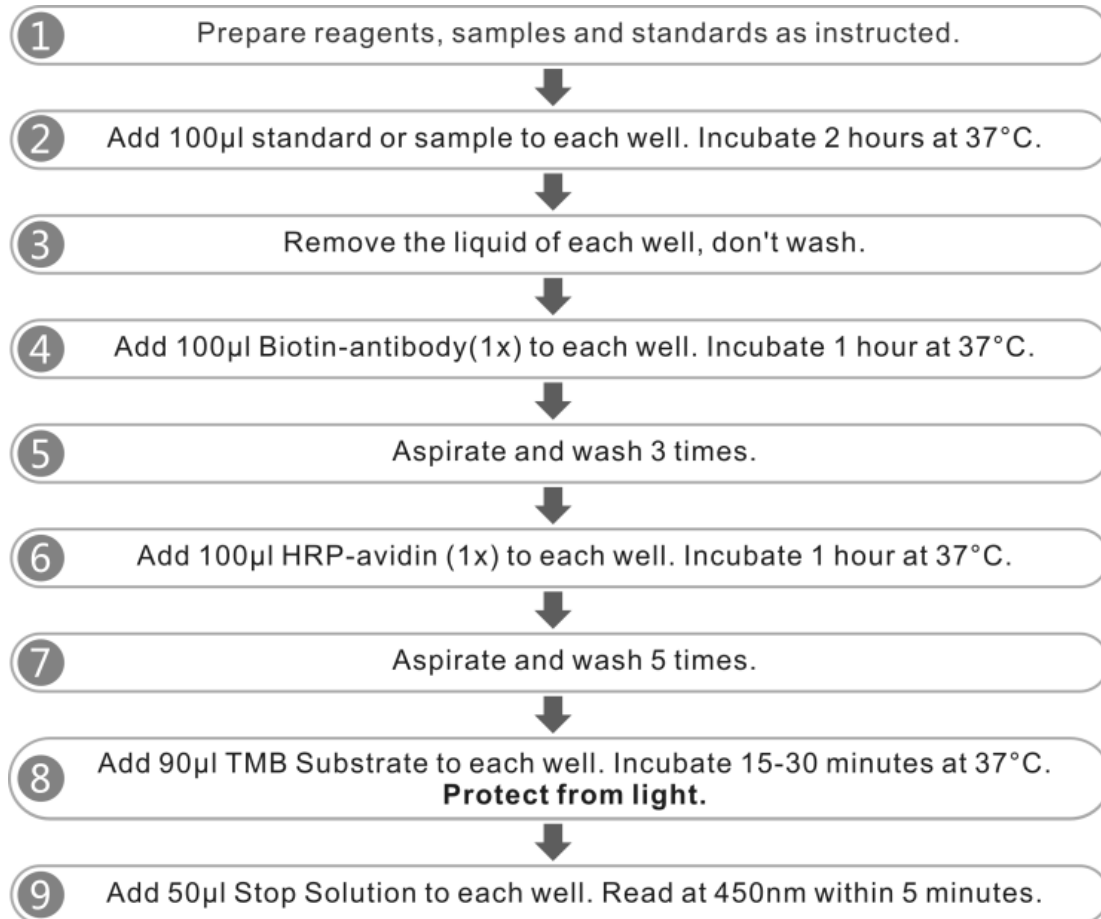 1 Prepare reagents, samples and standards as instructed.
2 Add 100μl standard or sample to each well. Incubate 2 hours at 37°C.
3 Remove the liquid of each well, don't wash.
4 Add 100μl Biotin-antibody(1x) to each well. Incubate 1 hour at 37°C.
5 Aspirate and wash 3 times.
6 Add 100μl HRP-avidin (1x) to each well. Incubate 1 hour at 37°C.
7 Aspirate and wash 5 times.
8 Add 90μl TMB Substrate to each well. Incubate 15-30 minutes at 37°C.
Protect from light.
9 Add 50μl Stop Solution to each well. Read at 450nm within 5 minutes.